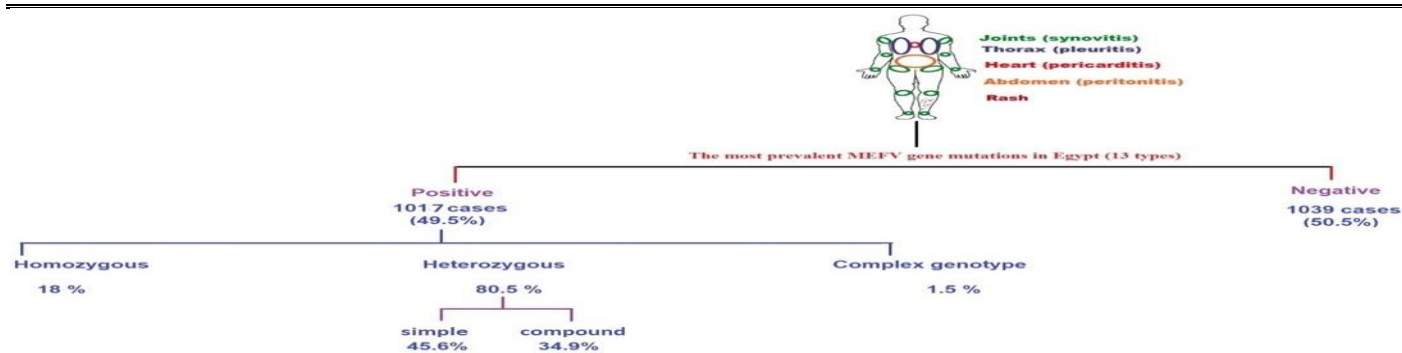 Joints (synovitis)
Thorax (pleuritis)
Heart (pericarditis)
Abdomen (peritonitis)
Rash
The most prevalent MEFV gene mutations in Egypt (13 types)
Positive
1017 cases
(49.5%)
Negative
1039 cases
(50.5%)
Homozygous
18 %
Heterozygous
80.5 %
Complex genotype
1.5 %
simple
45.6%
compound
34.9%